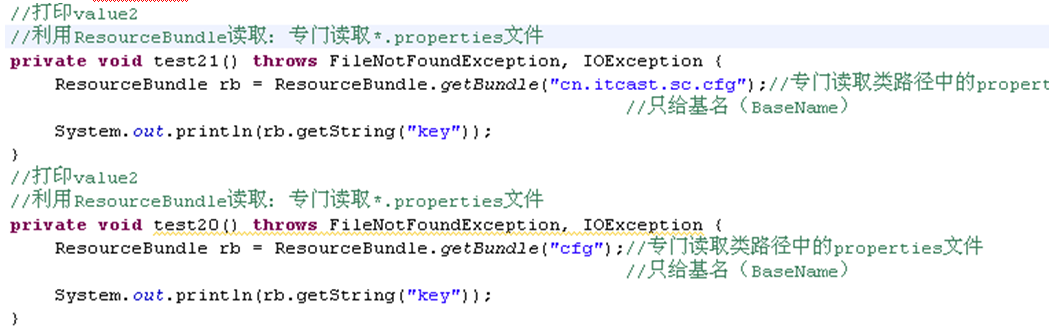 //打印value2
//利用ResourceBundle读取：专门读取*.properties文件
private void test21() throws FileNotFoundException, IOException {
ResourceBundle rb = ResourceBundle.getBundle("cn.itcast.sc.cfg");//专门读取类路径中的propert
//只给基名（BaseName）
System.out.println(rb.getString("key"));
}
//打印value2
//利用ResourceBundle读取：专门读取*.properties文件
private void test20() throws FileNotFoundException, IOException {
ResourceBundle rb = ResourceBundle.getBundle("cfg");//专门读取类路径中的properties文件
//只给基名（BaseName）
System.out.println(rb.getString("key"));
}